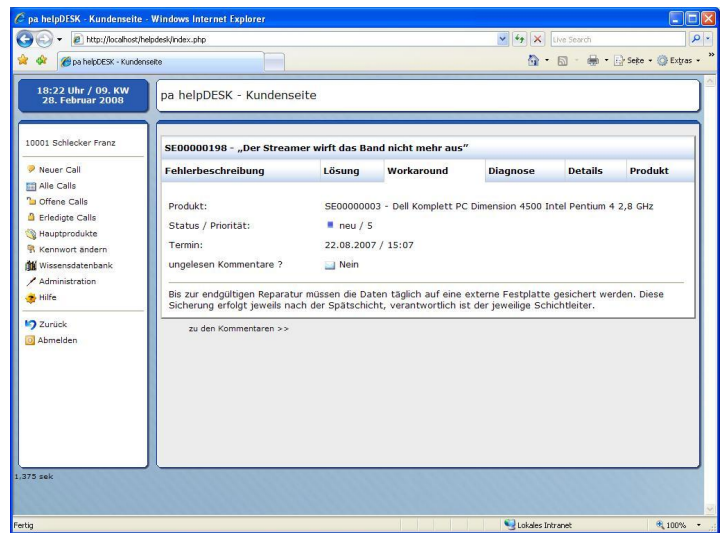 pa helpDESK - Kundenseite - Windows Internet Explorer
http://localhost/helpdesk/index.php
Live Search
pa helpDESK - Kundenseite
Seite
Extras
18:22 Uhr / 09. KW
28. Februar 2008
pa helpDESK - Kundenseite
10001 Schlecker Franz
Neuer Call
Alle Calls
Offene Calls
Erledigte Calls
Hauptprodukte
Kennwort ändern
Wissensdatenbank
Administration
Hilfe
Zurück
Abmelden
SE00000198 - „Der Streamer wirft das Band nicht mehr aus”
Fehlerbeschreibung Lösung Workaround Diagnose Details Produkt
Produkt: SE00000003 - Dell Komplett PC Dimension 4500 Intel Pentium 4 2,8 GHz
Status / Priorität: neu / 5
Termin: 22.08.2007 / 15:07
ungelesen Kommentare ? Nein
Bis zur endgültigen Reparatur müssen die Daten täglich auf eine externe Festplatte gesichert werden. Diese
Sicherung erfolgt jeweils nach der Spätschicht, verantwortlich ist der jeweilige Schichtleiter.
zu den Kommentaren >>
1.375 sek
Fertig
Lokales Intranet
100%